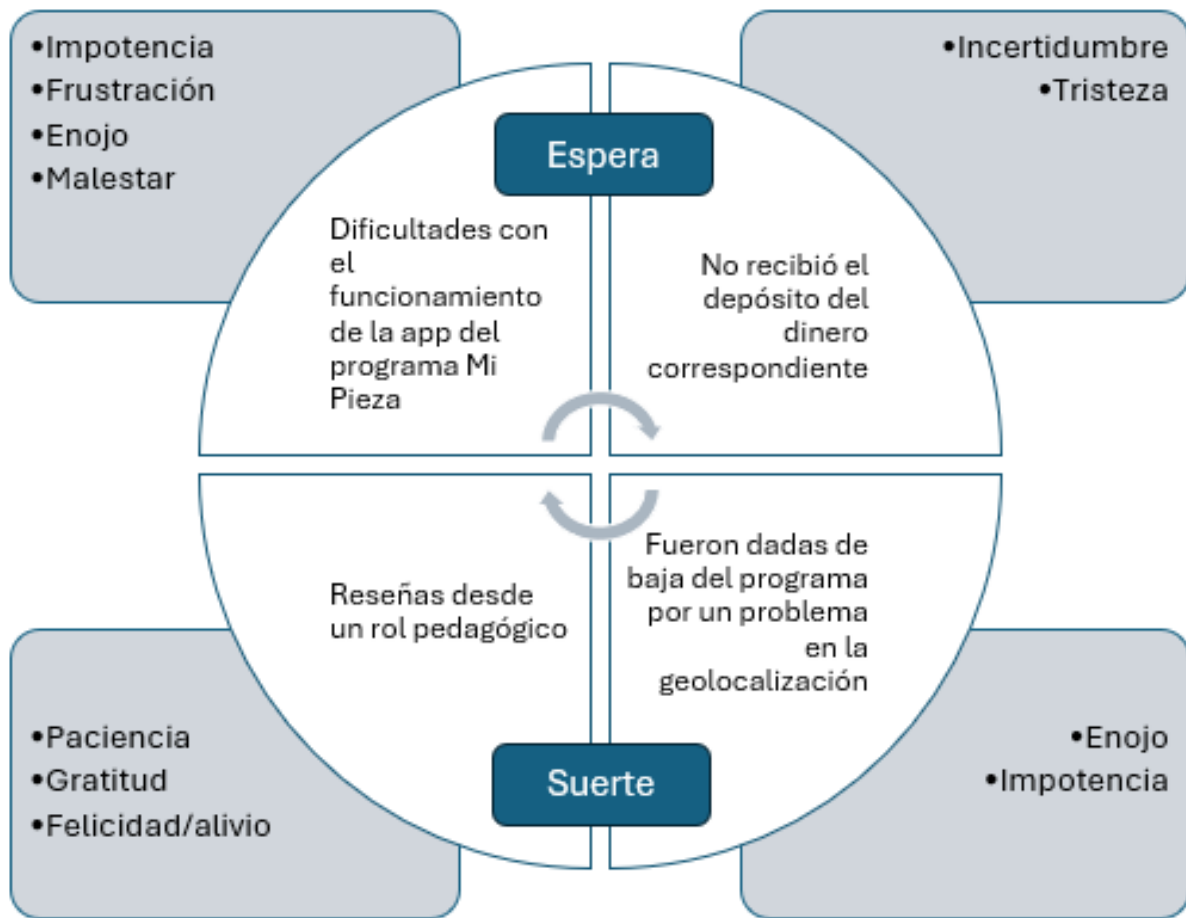 •Impotencia
•Frustración
•Enojo
•Malestar
•Incertidumbre
•Tristeza
Espera
Dificultades con
el
funcionamiento
de la app del
programa Mi
Pieza
No recibió el
depósito del
dinero
correspondiente
Reseñas desde
un rol pedagógico
Fueron dadas de
baja del programa
por un problema
en la
geolocalización
Suerte
•Paciencia
•Gratitud
•Felicidad/alivio
•Enojo
•Impotencia